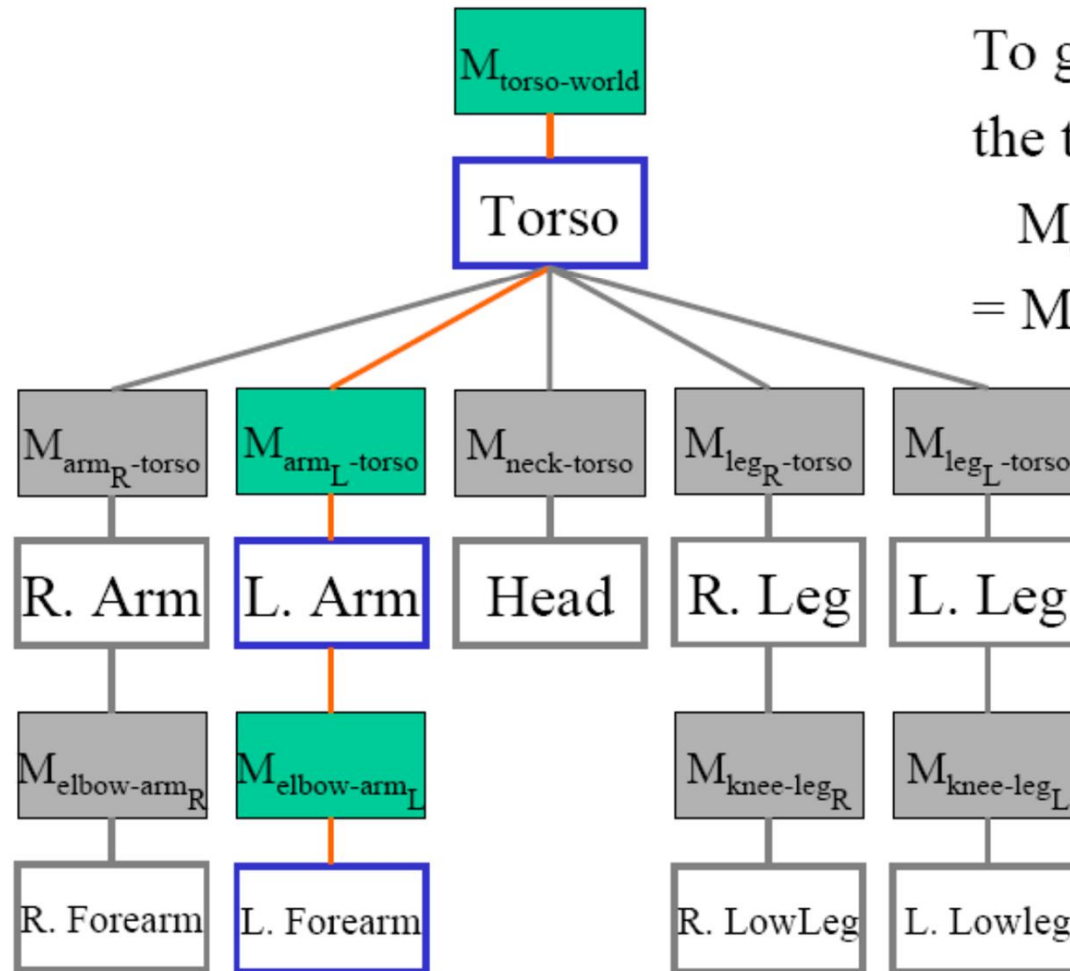 M_torso-world
To g
the t
Torso
M
= M
M_arm_R-torso M_arm_L-torso M_neck-torso M_leg_R-torso M_leg_L-torso
R. Arm L. Arm Head R. Leg L. Leg
M_elbow-arm_R M_elbow-arm_L M_knee-leg_R M_knee-leg_L
R. Forearm L. Forearm R. LowLeg L. Lowleg